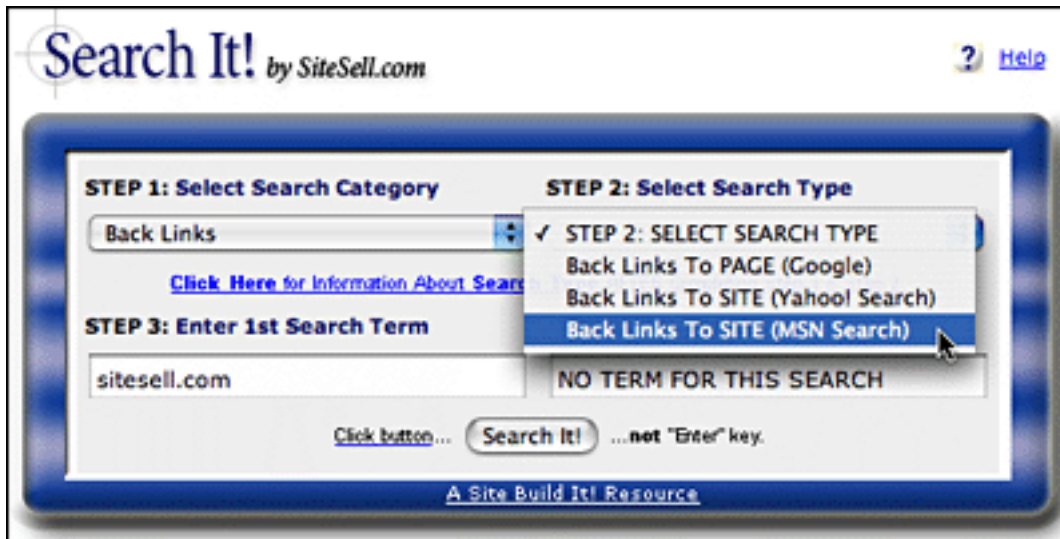 Search It! by SiteSell.com
? Help
STEP 1: Select Search Category
STEP 2: Select Search Type
Back Links
✓ STEP 2: SELECT SEARCH TYPE
Back Links To PAGE (Google)
Back Links To SITE (Yahoo! Search)
Back Links To SITE (MSN Search)
Click Here for Information About Search
STEP 3: Enter 1st Search Term
sitesell.com
NO TERM FOR THIS SEARCH
Click button... Search It! ...not "Enter" key.
A Site Build It! Resource